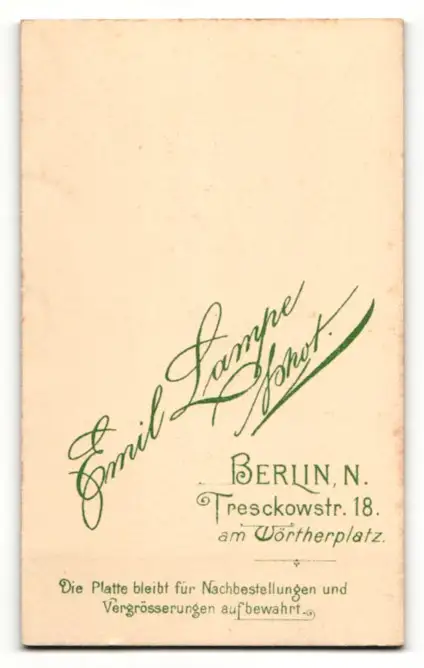 Emil Lampe
Phot.
BERLIN, N.
Tresckowstr. 18.
am Wörtherplatz.
Die Platte bleibt für Nachbestellungen und
Vergrösserungen aufbewahrt.